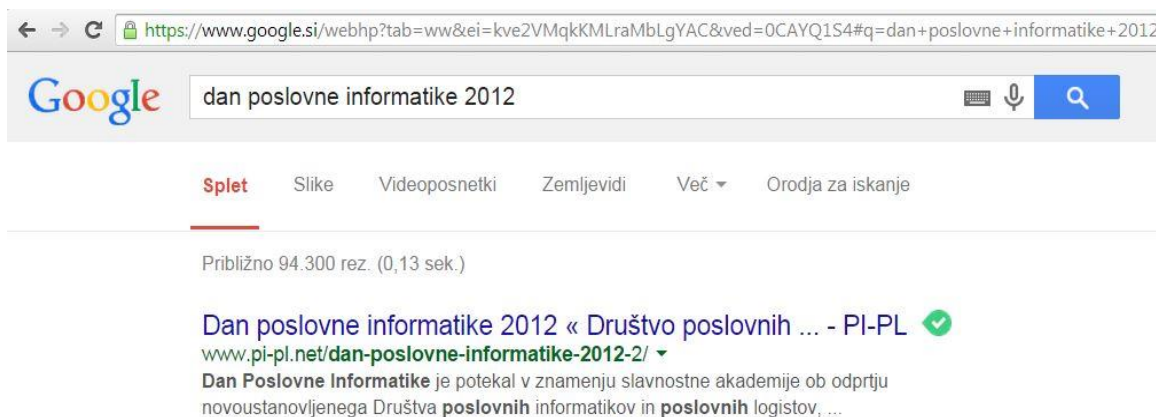 https://www.google.si/webhp?tab=ww&ei=kve2VMqkKMLraMbLgYAC&ved=0CAYQ1S4#q=dan+poslovne+informatike+2012
Google dan poslovne informatike 2012
Splet Slike Videoposnetki Zemljevidi Več Orodja za iskanje
Približno 94.300 rez. (0,13 sek.)
Dan poslovne informatike 2012 « Društvo poslovnih ... - PI-PL
www.pi-pl.net/dan-poslovne-informatike-2012-2/
Dan Poslovne Informatike je potekal v znamenju slavnostne akademije ob odprtju
novoustanovljenega Društva poslovnih informatikov in poslovnih logistov, ...